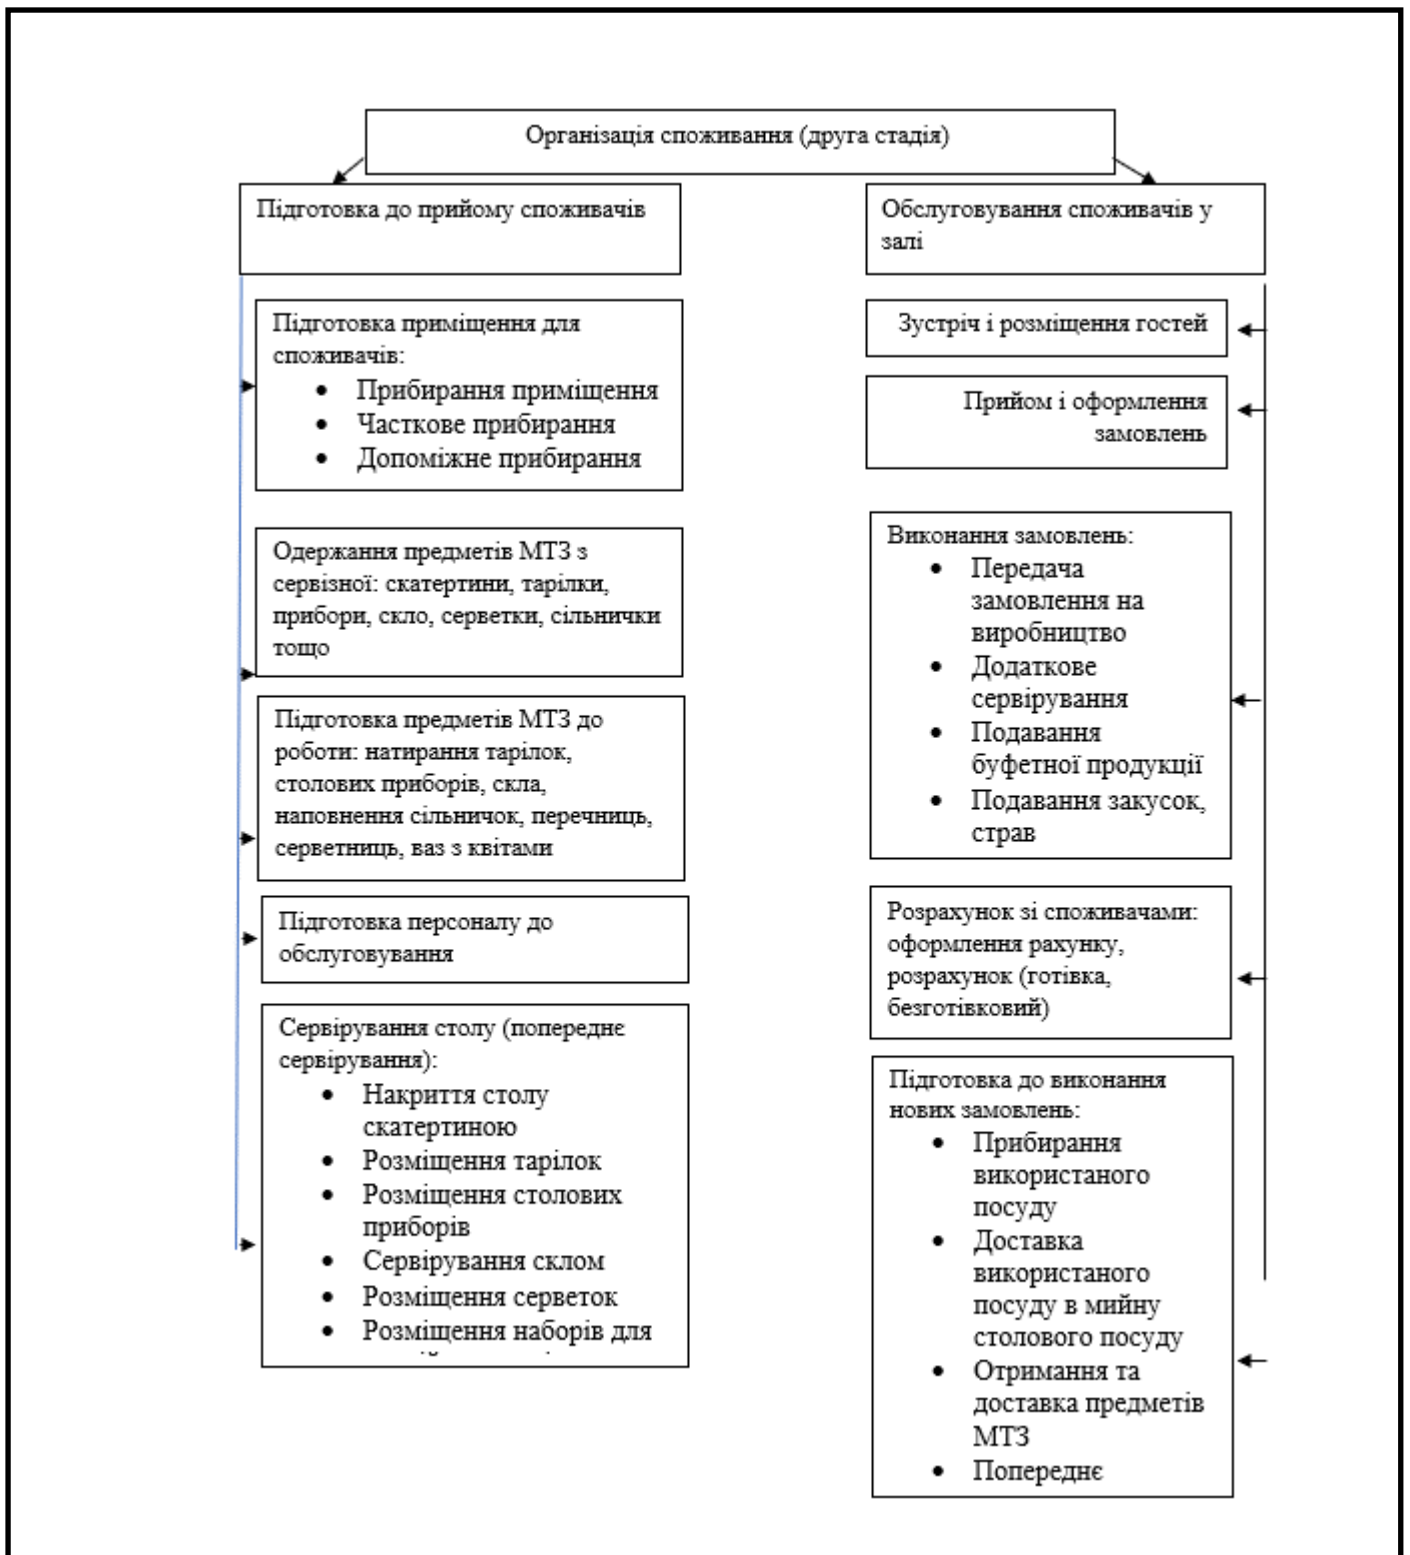 Організація споживання (друга стадія)
Підготовка до прийому споживачів
Підготовка приміщення для
споживачів:
• Прибирання приміщення
• Часткове прибирання
• Допоміжне прибирання
Одержання предметів МТЗ з
сервізної: скатертини, тарілки,
прибори, скло, серветки, сільнички
тощо
Підготовка предметів МТЗ до
роботи: натирання тарілок,
столових приборів, скла,
наповнення сільничок, перечниць,
серветниць, ваз з квітами
Підготовка персоналу до
обслуговування
Сервірування столу (попереднє
сервірування):
• Накриття столу
скатертиною
• Розміщення тарілок
• Розміщення столових
приборів
• Сервірування склом
• Розміщення серветок
• Розміщення наборів для
Обслуговування споживачів у
залі
Зустріч і розміщення гостей
Прийом і оформлення
замовлень
Виконання замовлень:
• Передача
замовлення на
виробництво
• Додаткове
сервірування
• Подавання
буфетної продукції
• Подавання закусок,
страв
Розрахунок зі споживачами:
оформлення рахунку,
розрахунок (готівка,
безготівковий)
Підготовка до виконання
нових замовлень:
• Прибирання
використаного
посуду
• Доставка
використаного
посуду в мийну
столового посуду
• Отримання та
доставка предметів
МТЗ
• Попереднє